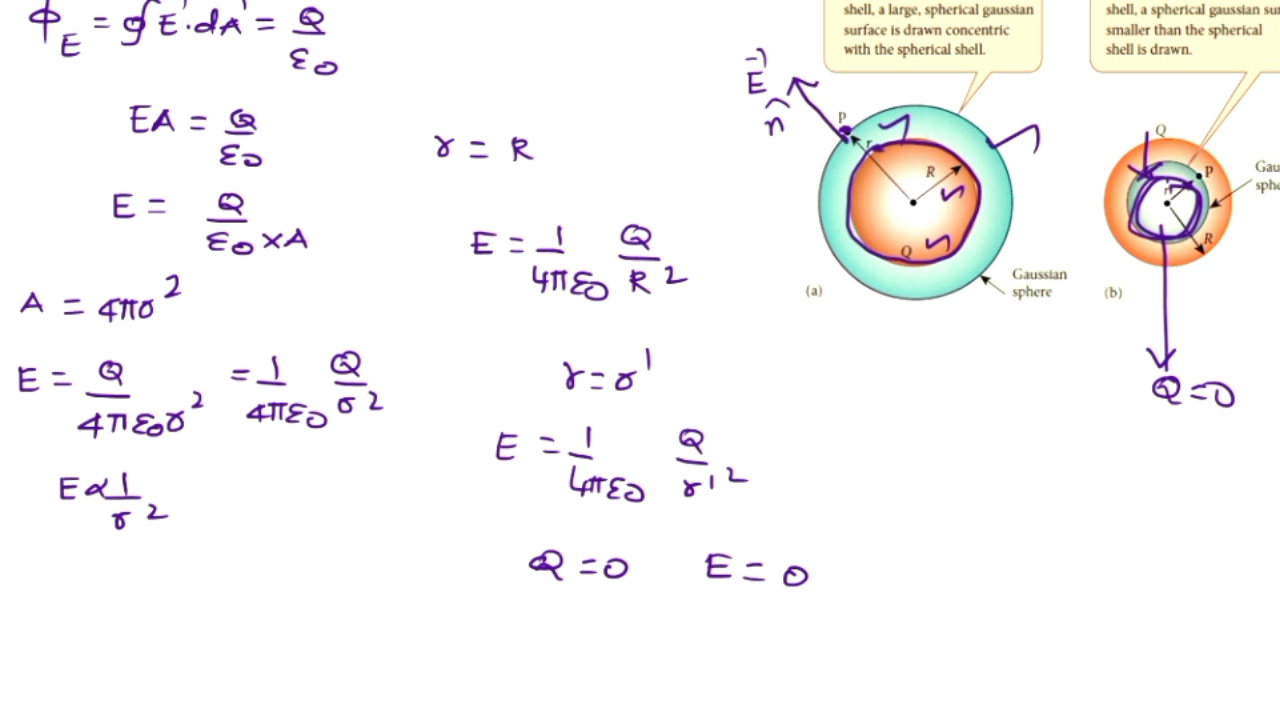 Φ_E = ∮E⃗·dA⃗ = Q/ε0
EA = Q/ε0
E = Q/ε0×A
A = 4πr²
E = Q/4πε0r² = 1/4πε0 Q/r²
E ∝ 1/r²
r = R
E = 1/4πε0 Q/R²
r = r'
E = 1/4πε0 Q/r'²
Q = 0 E = 0
shell, a large, spherical gaussian
surface is drawn concentric
with the spherical shell.
E⃗
n̂
P
r
R
Q
Gaussian
sphere
(a)
shell, a spherical gaussian sur
smaller than the spherical
shell is drawn.
Q
P
r'
R
Gau
sphe
(b)
Q=0